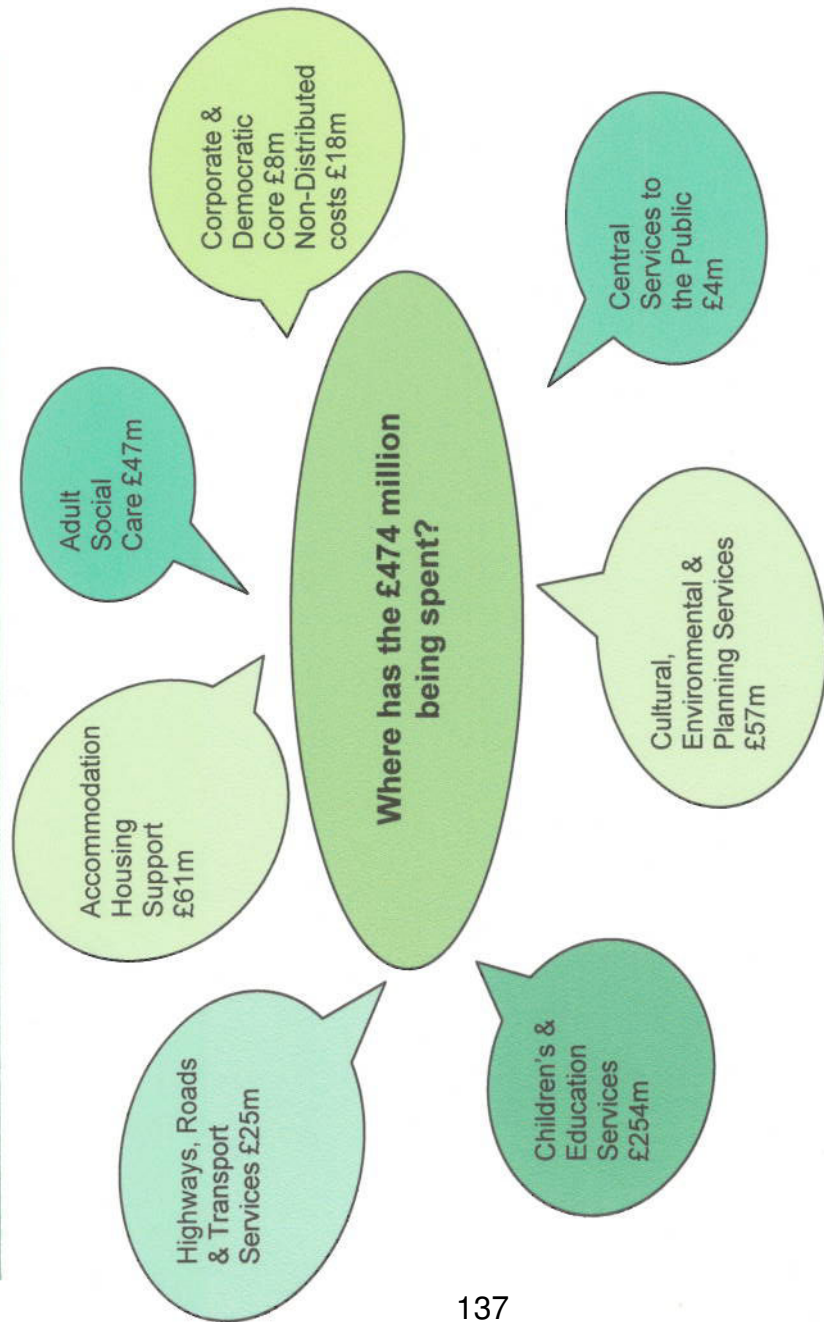 Highways, Roads
& Transport
Services £25m
Accommodation
Housing
Support
£61m
Adult
Social
Care £47m
Corporate &
Democratic
Core £8m
Non-Distributed
costs £18m
Where has the £474 million
being spent?
Children's &
Education
Services
£254m
Cultural,
Environmental &
Planning Services
£57m
Central
Services to
the Public
£4m
137